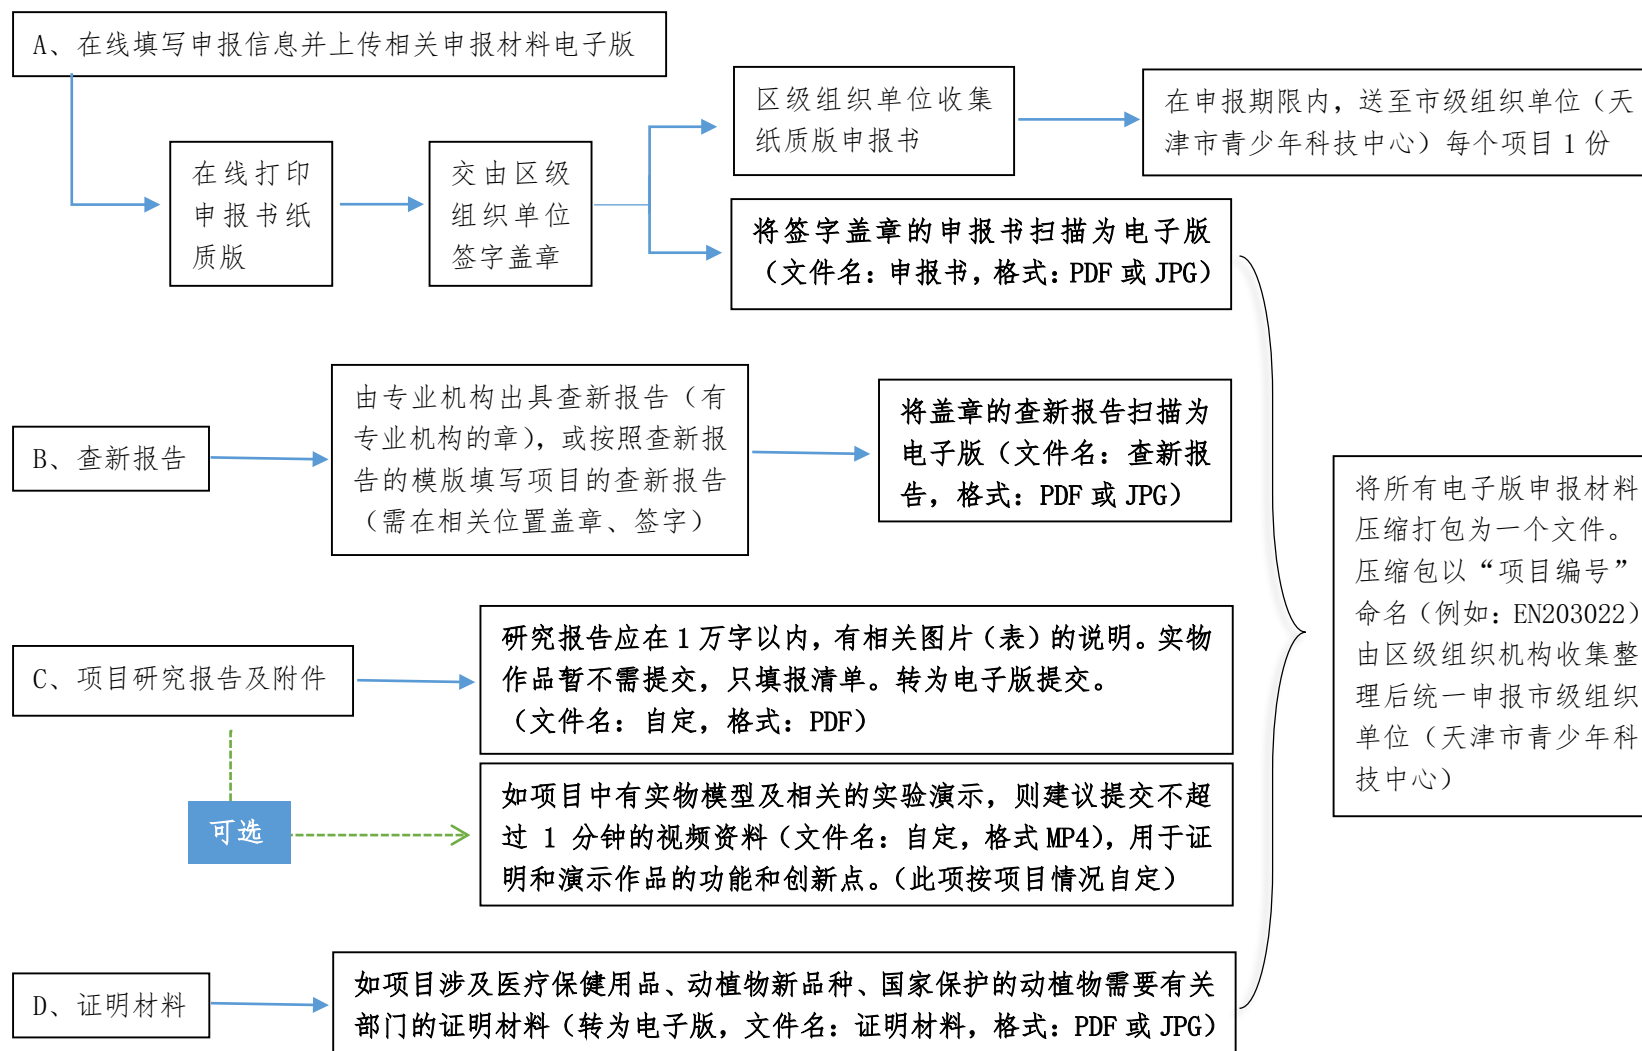 A、在线填写申报信息并上传相关申报材料电子版
在线打印
申报书纸
质版
交由区级
组织单位
签字盖章
区级组织单位收集
纸质版申报书
在申报期限内，送至市级组织单位（天
津市青少年科技中心）每个项目 1 份
将签字盖章的申报书扫描为电子版
（文件名：申报书，格式：PDF 或 JPG）
B、查新报告
由专业机构出具查新报告（有
专业机构的章），或按照查新报
告的模版填写项目的查新报告
（需在相关位置盖章、签字）
将盖章的查新报告扫描为
电子版（文件名：查新报
告，格式：PDF 或 JPG）
C、项目研究报告及附件
研究报告应在 1 万字以内，有相关图片（表）的说明。实物
作品暂不需提交，只填报清单。转为电子版提交。
（文件名：自定，格式：PDF）
可选
如项目中有实物模型及相关的实验演示，则建议提交不超
过 1 分钟的视频资料（文件名：自定，格式 MP4），用于证
明和演示作品的功能和创新点。（此项按项目情况自定）
D、证明材料
如项目涉及医疗保健用品、动植物新品种、国家保护的动植物需要有关
部门的证明材料（转为电子版，文件名：证明材料，格式：PDF 或 JPG）
将所有电子版申报材料
压缩打包为一个文件。
压缩包以“项目编号”
命名（例如：EN203022）
由区级组织机构收集整
理后统一申报市级组织
单位（天津市青少年科
技中心）